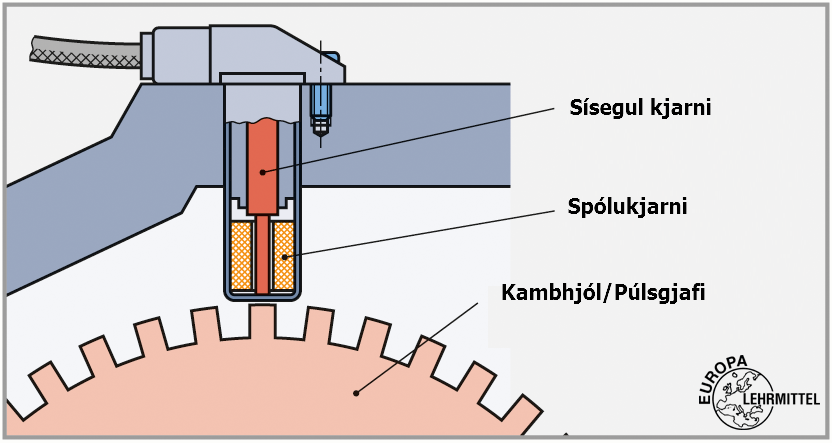 Sísegul kjarni
Spólukjarni
Kambhjól/Púlsgjafi
EUROPA
LEHRMITTEL